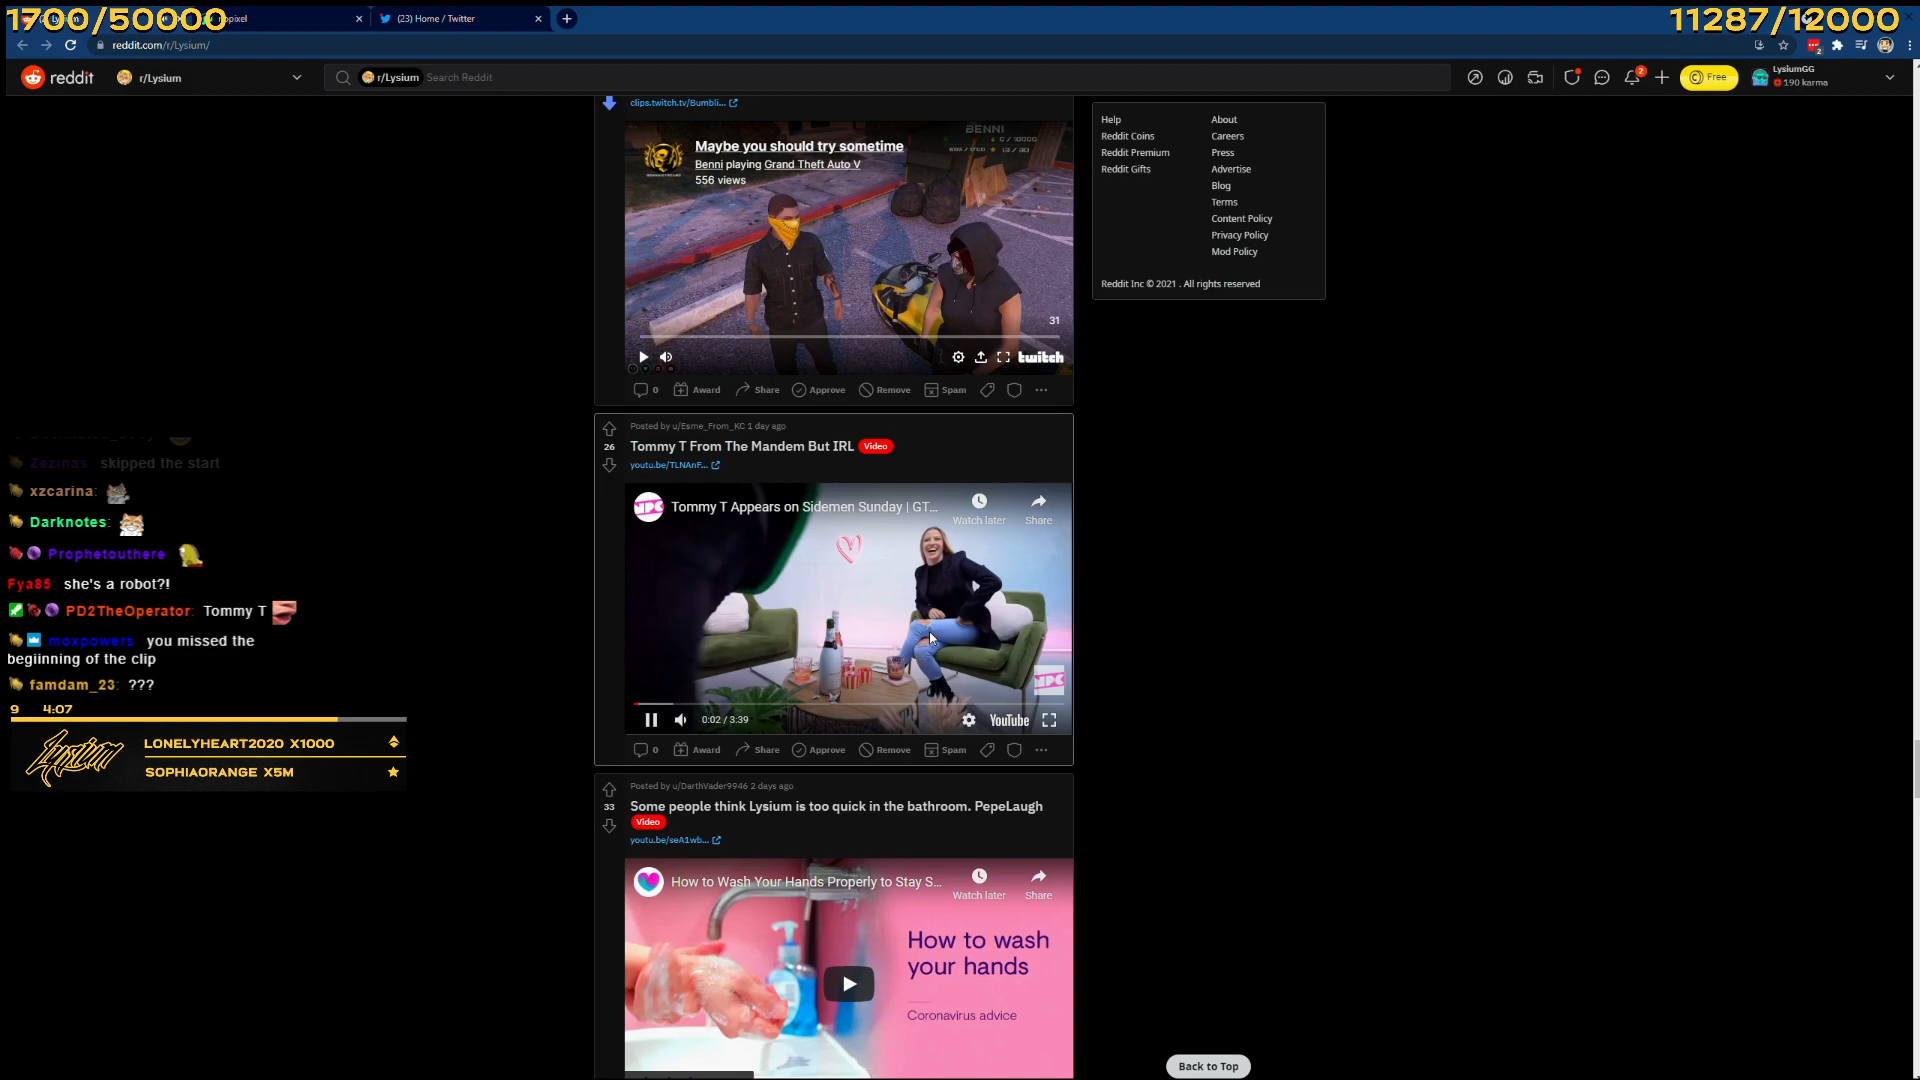 1700/50000
11287/12000
nopixel
(23) Home / Twitter
reddit.com/r/Lysium/
reddit
r/Lysium
r/Lysium
Search Reddit
2
Free
LysiumGG
190 karma
clips.twitch.tv/Bumbli...
BENNI
Maybe you should try sometime
Benni playing Grand Theft Auto V
556 views
31
twitch
0
Award
Share
Approve
Remove
Spam
Help
Reddit Coins
Reddit Premium
Reddit Gifts
About
Careers
Press
Advertise
Blog
Terms
Content Policy
Privacy Policy
Mod Policy
Reddit Inc © 2021 . All rights reserved
Posted by u/Esme_From_KC 1 day ago
26
Tommy T From The Mandem But IRL
Video
youtu.be/TLNAnF...
NPC
Tommy T Appears on Sidemen Sunday | GT...
Watch later
Share
NPC
0:02 / 3:39
YouTube
0
Award
Share
Approve
Remove
Spam
Posted by u/DarthVader9946 2 days ago
33
Some people think Lysium is too quick in the bathroom. PepeLaugh
Video
youtu.be/seA1wb...
How to Wash Your Hands Properly to Stay S...
Watch later
Share
How to wash
your hands
Coronavirus advice
Back to Top
Zezinas skipped the start
xzcarina:
Darknotes:
Prophetouthere
Fya85: she's a robot?!
PD2TheOperator: Tommy T
moxpowers: you missed the
begiinning of the clip
famdam_23: ???
9 4:07
Lysium
LONELYHEART2020 X1000
SOPHIAORANGE X5M